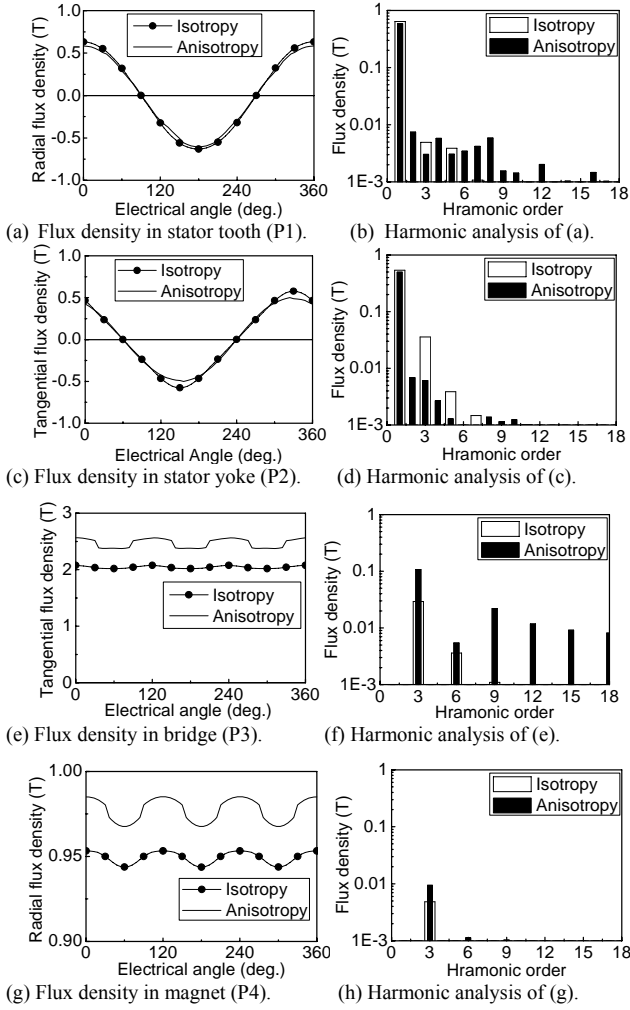 1.0
0.5
0.0
-0.5
-1.0
Radial flux density (T)
Isotropy
Anisotropy
0 120 240 360
Electrical angle (deg.)
(a) Flux density in stator tooth (P1).
1
0.1
0.01
1E-3
Flux density (T)
Isotropy
Anisotropy
0 3 6 9 12 15 18
Hramonic order
(b) Harmonic analysis of (a).
1.0
0.5
0.0
-0.5
-1.0
Tangential flux density (T)
Isotropy
Anisotropy
0 120 240 360
Electrical Angle (deg.)
(c) Flux density in stator yoke (P2).
1
0.1
0.01
1E-3
Flux density (T)
Isotropy
Anisotropy
0 3 6 9 12 15 18
Hramonic order
(d) Harmonic analysis of (c).
3
2
1
0
Tangential flux density (T)
Isotropy
Anisotropy
0 120 240 360
Electrical angle (deg.)
(e) Flux density in bridge (P3).
1
0.1
0.01
1E-3
Flux density (T)
Isotropy
Anisotropy
0 3 6 9 12 15 18
Hramonic order
(f) Harmonic analysis of (e).
1.00
0.95
0.90
Radial flux density (T)
Isotropy
Anisotropy
0 120 240 360
Electrical angle (deg.)
(g) Flux density in magnet (P4).
1
0.1
0.01
1E-3
Flux density (T)
Isotropy
Anisotropy
0 3 6 9 12 15 18
Hramonic order
(h) Harmonic analysis of (g).